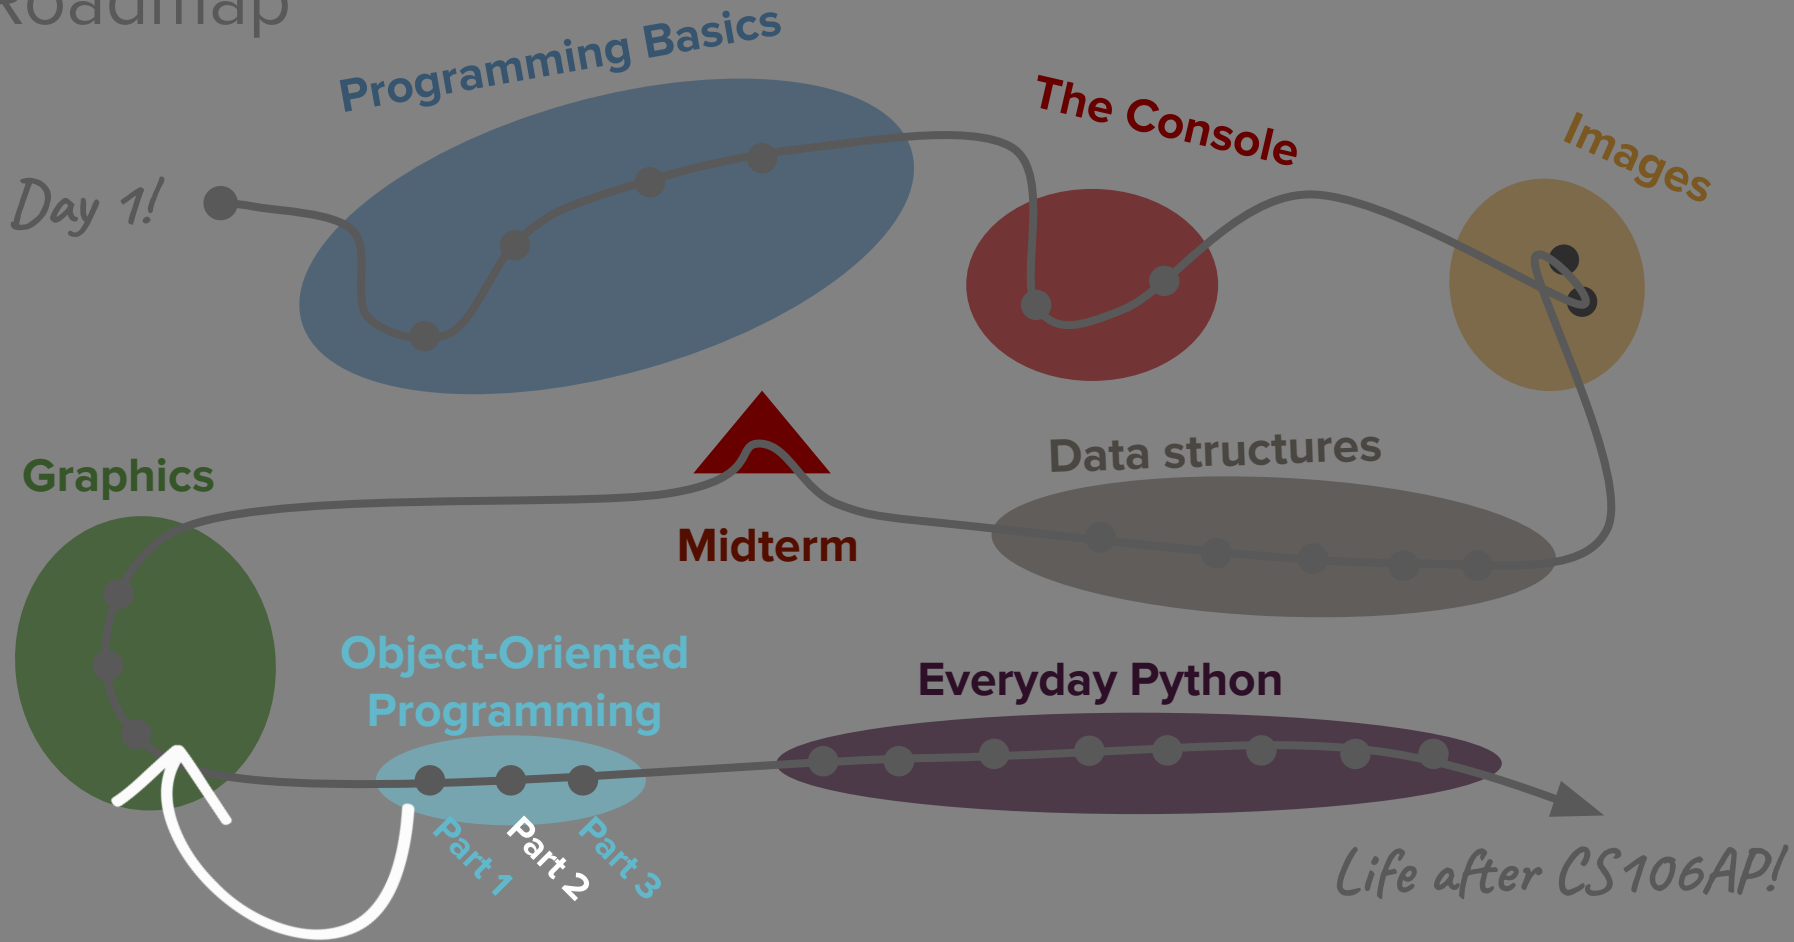 Roadmap
Programming Basics
The Console
Images
Day 1!
Graphics
Midterm
Data structures
Object-Oriented
Programming
Everyday Python
Part 1
Part 2
Part 3
Life after CS106AP!